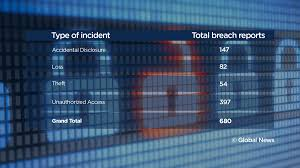 Type of incident Total breach reports
Accidental Disclosure 147
Loss 82
Theft 54
Unauthorized Access 397
Grand Total 680
© Global News